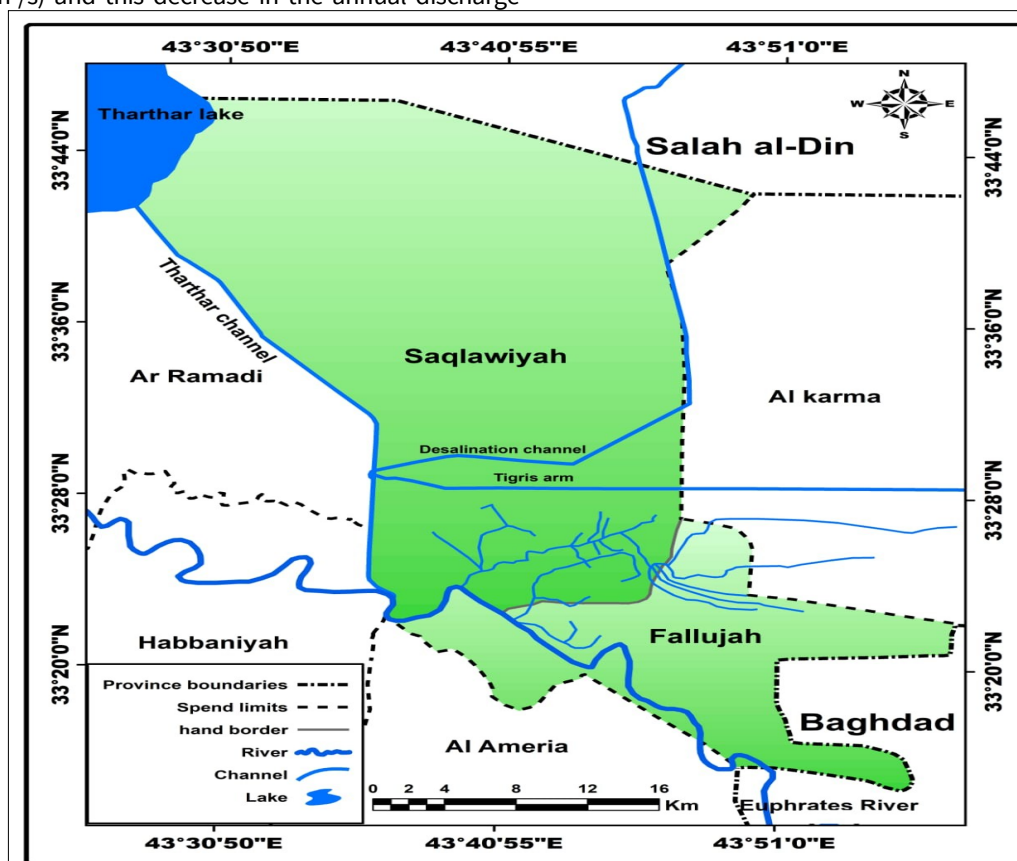 and this decrease in the annual discharge
43°30'50"E 43°40'55"E 43°51'0"E
Tharthar lake
N
W E
S
Salah al-Din
33°44'0"N 33°44'0"N
Tharthar channel
33°36'0"N 33°36'0"N
Saqlawiyah
Ar Ramadi
Al karma
Desalination channel
Tigris arm
33°28'0"N 33°28'0"N
Habbaniyah
Fallujah
33°20'0"N 33°20'0"N
Province boundaries
Spend limits
hand border
River
Channel
Lake
Baghdad
Al Ameria
0 2 4 8 12 16
Km
Euphrates River
43°30'50"E 43°40'55"E 43°51'0"E